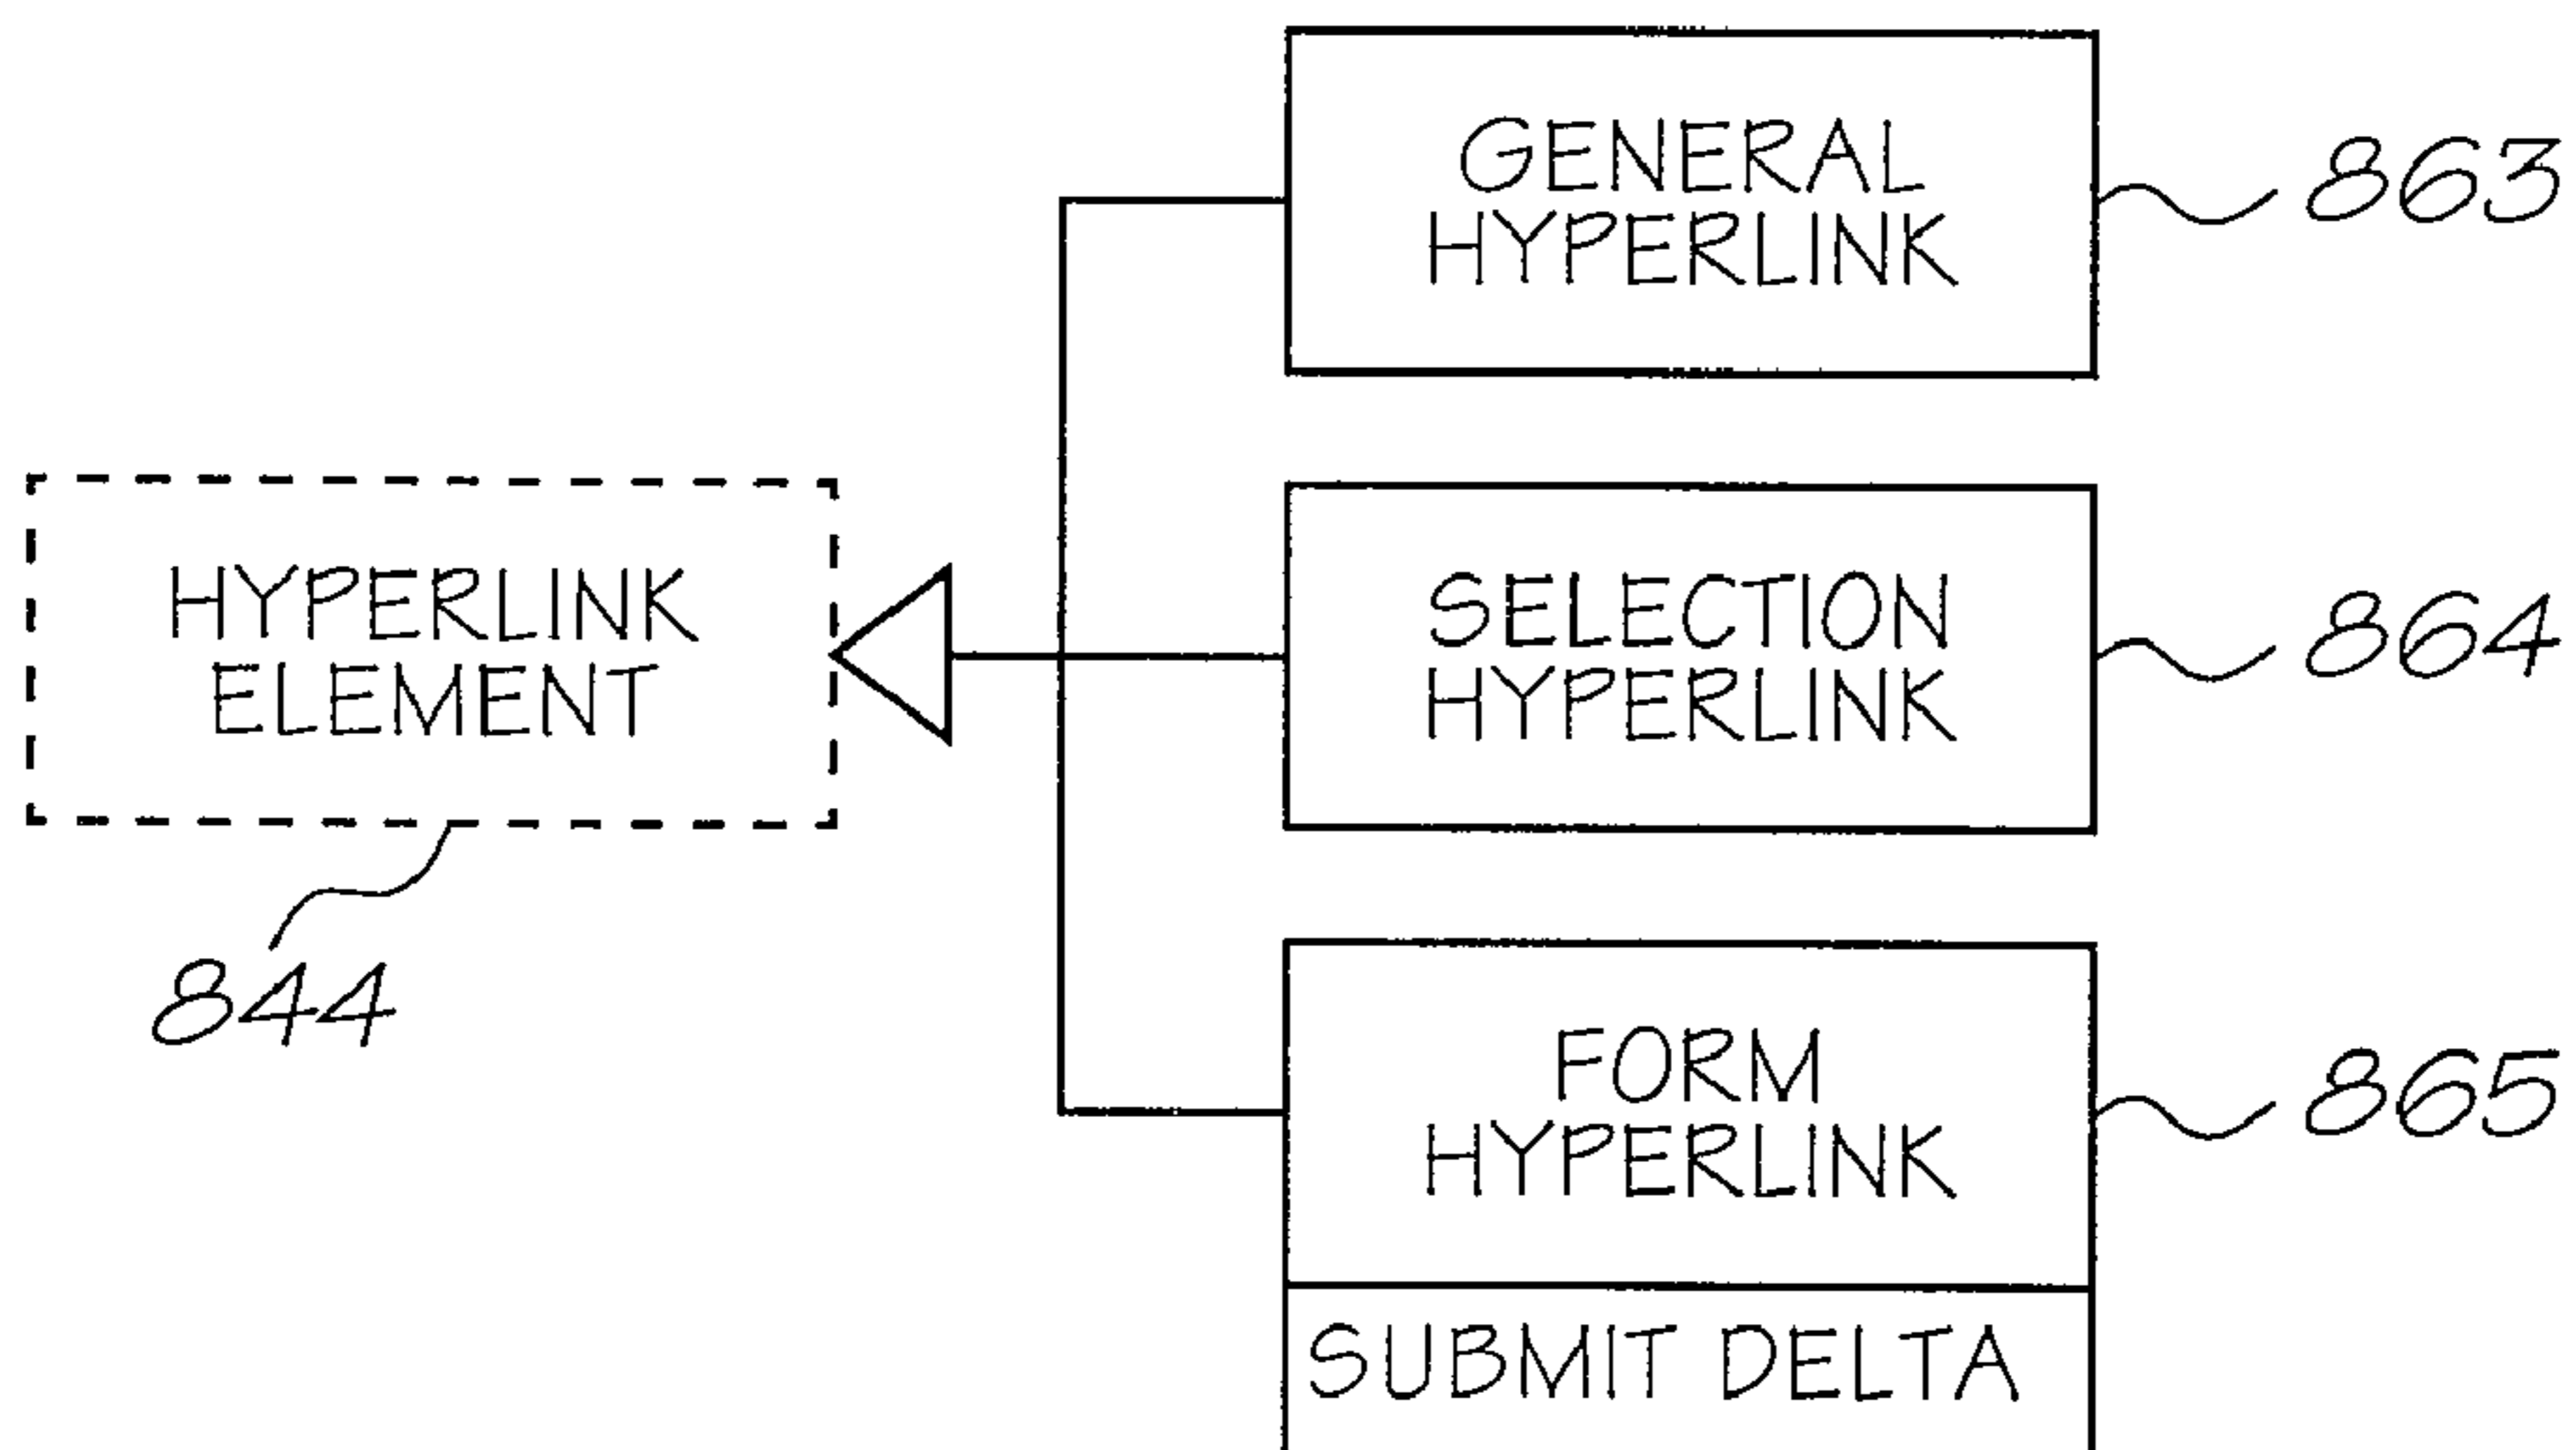 GENERAL
HYPERLINK
863
HYPERLINK
ELEMENT
844
SELECTION
HYPERLINK
864
FORM
HYPERLINK
865
SUBMIT DELTA